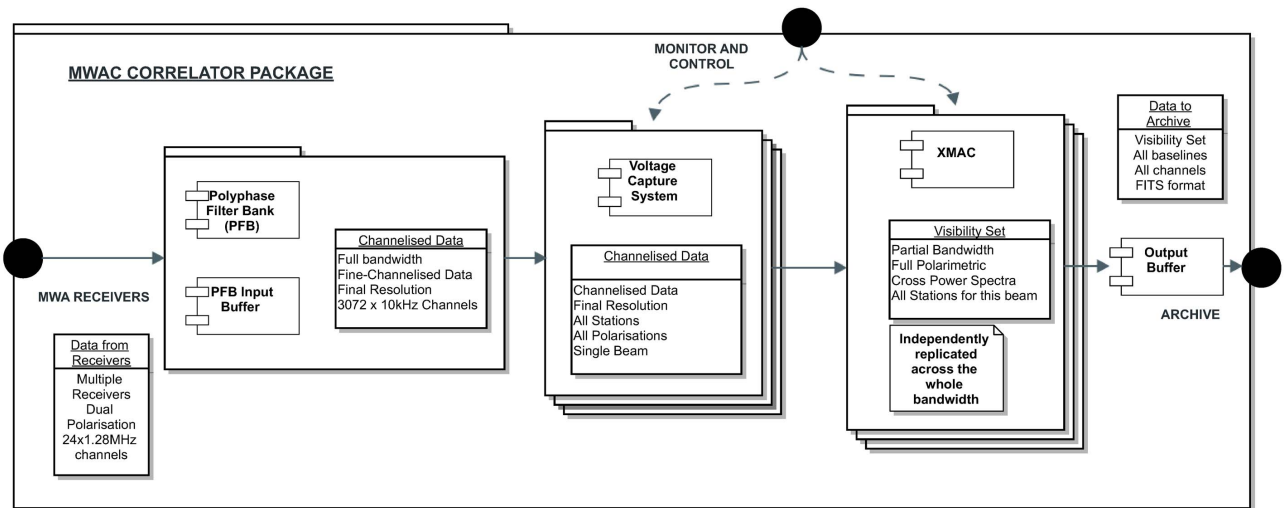 MWAC CORRELATOR PACKAGE
MONITOR AND
CONTROL
MWA RECEIVERS
Data from
Receivers
Multiple
Receivers
Dual
Polarisation
24x1.28MHz
channels
Polyphase
Filter Bank
(PFB)
PFB Input
Buffer
Channelised Data
Full bandwidth
Fine-Channelised Data
Final Resolution
3072 x 10kHz Channels
Voltage
Capture
System
Channelised Data
Channelised Data
Final Resolution
All Stations
All Polarisations
Single Beam
XMAC
Visibility Set
Partial Bandwidth
Full Polarimetric
Cross Power Spectra
All Stations for this beam
Independently
replicated
across the
whole
bandwidth
Data to
Archive
Visibility Set
All baselines
All channels
FITS format
Output
Buffer
ARCHIVE